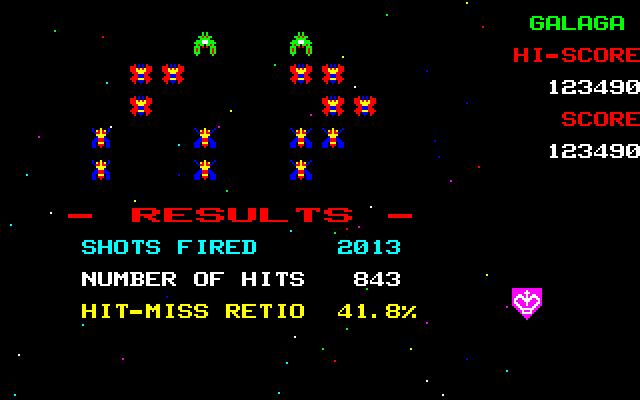 GALAGA
HI-SCORE
123490
SCORE
123490
— RESULTS —
SHOTS FIRED 2013
NUMBER OF HITS 843
HIT-MISS RETIO 41.8%